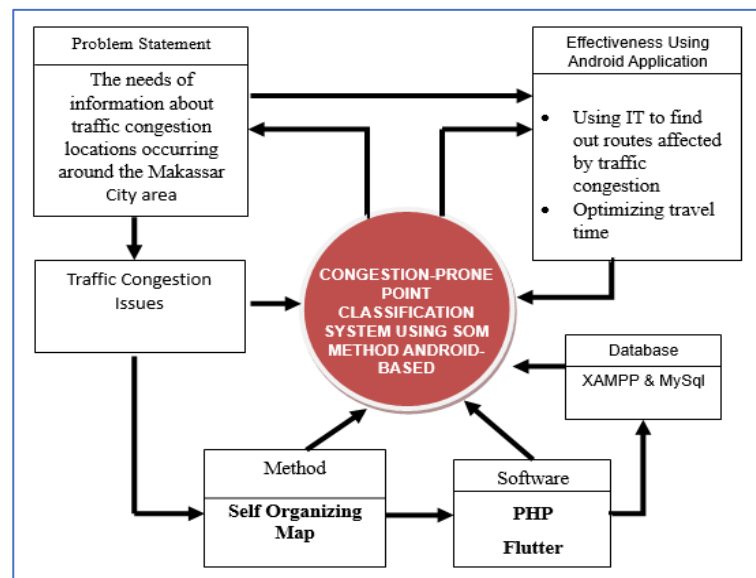 Problem Statement
The needs of
information about
traffic congestion
locations occurring
around the Makassar
City area
Effectiveness Using
Android Application
• Using IT to find
out routes affected
by traffic
congestion
• Optimizing travel
time
Traffic Congestion
Issues
CONGESTION-PRONE
POINT
CLASSIFICATION
SYSTEM USING SOM
METHOD ANDROID-
BASED
Database
XAMPP & MySql
Method
Self Organizing
Map
Software
PHP
Flutter